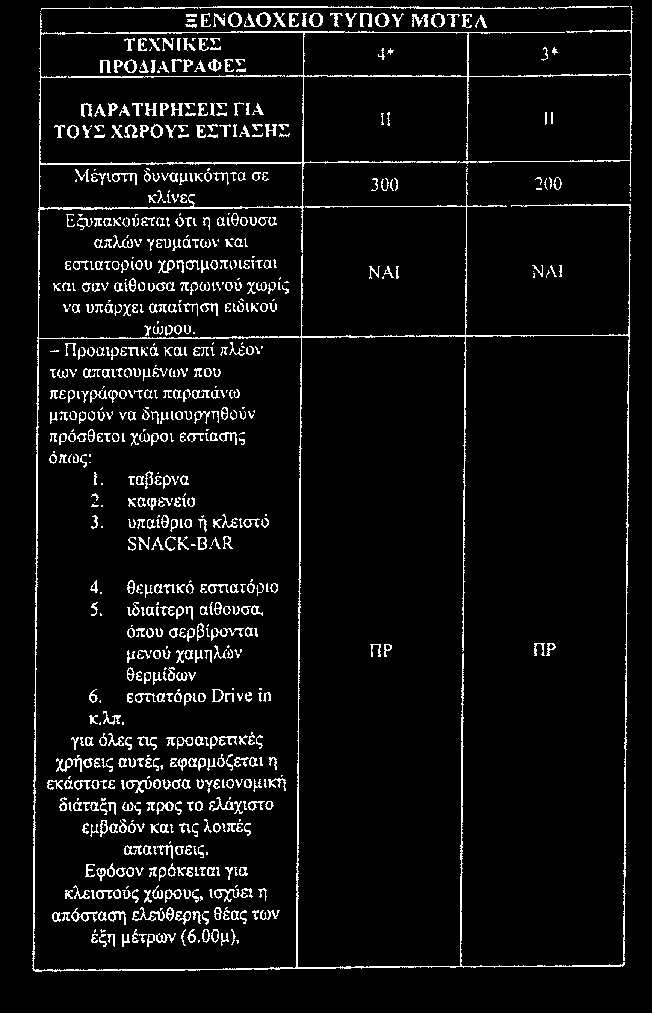 ΞΕΝΟΔΟΧΕΙΟ ΤΥΠΟΥ ΜΟΤΕΛ
ΤΕΧΝΙΚΕΣ
ΠΡΟΔΙΑΓΡΑΦΕΣ
4* 3*
ΠΑΡΑΤΗΡΗΣΕΙΣ ΓΙΑ
ΤΟΥΣ ΧΩΡΟΥΣ ΕΣΤΙΑΣΗΣ
Π Π
Μέγιστη δυναμικότητα σε
κλίνες
300 200
Εξυπακούεται ότι η αίθουσα
απλών γευμάτων και
εστιατορίου χρησιμοποιείται
και σαν αίθουσα πρωινού χωρίς
να υπάρχει απαίτηση ειδικού
χώρου.
ΝΑΙ ΝΑΙ
– Προαιρετικά και επί πλέον
των απαιτουμένων που
περιγράφονται παραπάνω
μπορούν να δημιουργηθούν
πρόσθετοι χώροι εστίασης
όπως:
1. ταβέρνα
2. καφενείο
3. υπαίθριο ή κλειστό
SNACK-BAR
4. θεματικό εστιατόριο
5. ιδιαίτερη αίθουσα,
όπου σερβίρονται
μενού χαμηλών
θερμίδων
6. εστιατόριο Drive in
κ.λπ.
για όλες τις προαιρετικές
χρήσεις αυτές, εφαρμόζεται η
εκάστοτε ισχύουσα υγειονομική
διάταξη ως προς το ελάχιστο
εμβαδόν και τις λοιπές
απαιτήσεις.
Εφόσον πρόκειται για
κλειστούς χώρους, ισχύει η
απόσταση ελεύθερης θέας των
έξη μέτρων (6.00μ),
ΠΡ ΠΡ